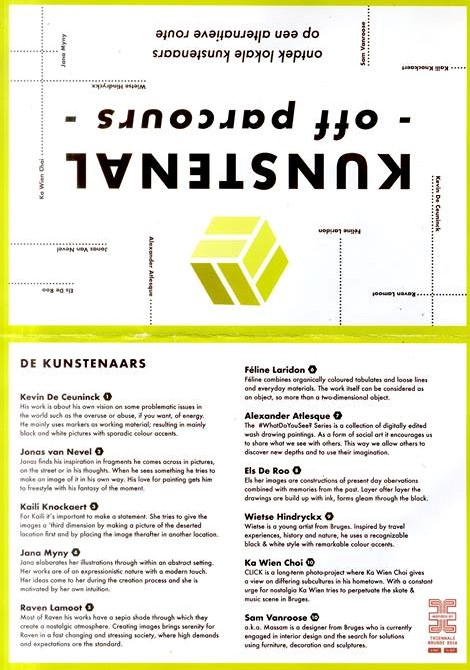 Raven Lamoot
Féline Laridon
Alexander Atlesque
Els De Roo
Jonas Van Nevel
Kevin De Ceuninck
KUNSTENAL
- off parcours -
Ka Wien Choi
Wietse Hindryckx
Kaili Knockaert
ontdek lokale kunstenaars
op een alternatieve route
Sam Vanroose
Jana Myny
DE KUNSTENAARS
Kevin De Ceuninck 1
His work is about his own vision on some problematic issues in
the world such as the overuse or abuse, if you want, of energy.
He mainly uses markers as working material; resulting in mainly
black and white pictures with sporadic colour accents.
Jonas van Nevel 2
Jonas finds his inspiration in fragments he comes across in pictures,
on the street or in his thoughts. When he sees something he tries to
make an image of it in his own way. His love for painting gets him
to freestyle with his fantasy of the moment.
Kaili Knockaert 3
For Kaili it's important to make a statement. She tries to give the
images a 'third dimension by making a picture of the deserted
location first and by placing the image therafter in another location.
Jana Myny 4
Jana elaborates her illustrations through within an abstract setting.
Her works are of an expressionistic nature with a modern touch.
Her ideas come to her during the creation process and she is
motivated by her own intuition.
Raven Lamoot 5
Most of Raven his works have a sepia shade through which they
create a nostalgic atmosphere. Creating images brings serenity for
Raven in a fast changing and stressing society, where high demands
and expectations are the standard.
Féline Laridon 6
Féline combines organically coloured tabulates and loose lines
and everyday materials. The work itself can be considered as
an object, so more than a two-dimensional object.
Alexander Atlesque 7
The #WhatDoYouSee? Series is a collection of digitally edited
wash drawing paintings. As a form of social art it encourages us
to share what we see with others. This way we allow others to
discover new depths and to use their imagination.
Els De Roo 8
Els her images are constructions of present day obervations
combined with memories from the past. Layer after layer the
drawings are build up with ink, forms gleam through the black.
Wietse Hindryckx 9
Wietse is a young artist from Bruges. Inspired by travel
experiences, history and nature, he uses a recognizable
black & white style with remarkable colour accents.
Ka Wien Choi 10
CLICK is a long-term photo-project where Ka Wien Choi gives
a view on differing subcultures in his hometown. With a constant
urge for nostalgia Ka Wien tries to perpetuate the skate &
music scene in Bruges.
Sam Vanroose
a.k.a. Massam is a designer from Bruges who is currently
engaged in interior design and the search for solutions
using furniture, decoration and sculptures.
INSPIRED BY
TRIENNALE
BRUGGE 2018